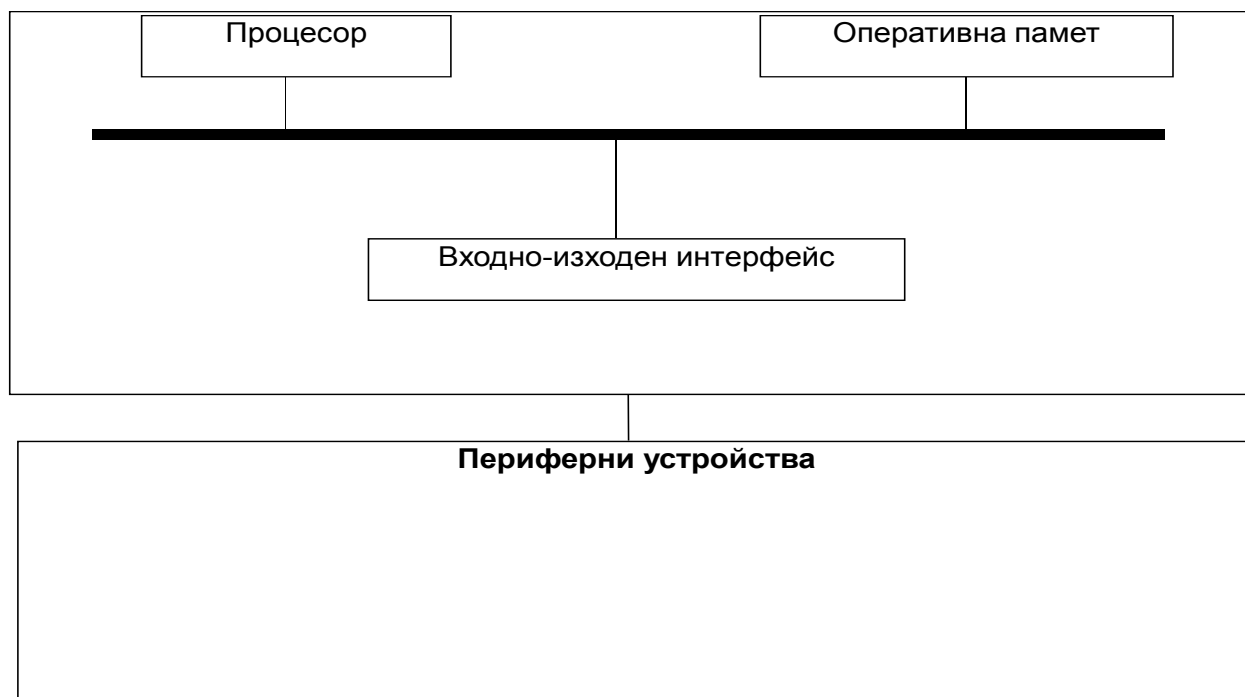 Процесор
Оперативна памет
Входно-изходен интерфейс
Периферни устройства